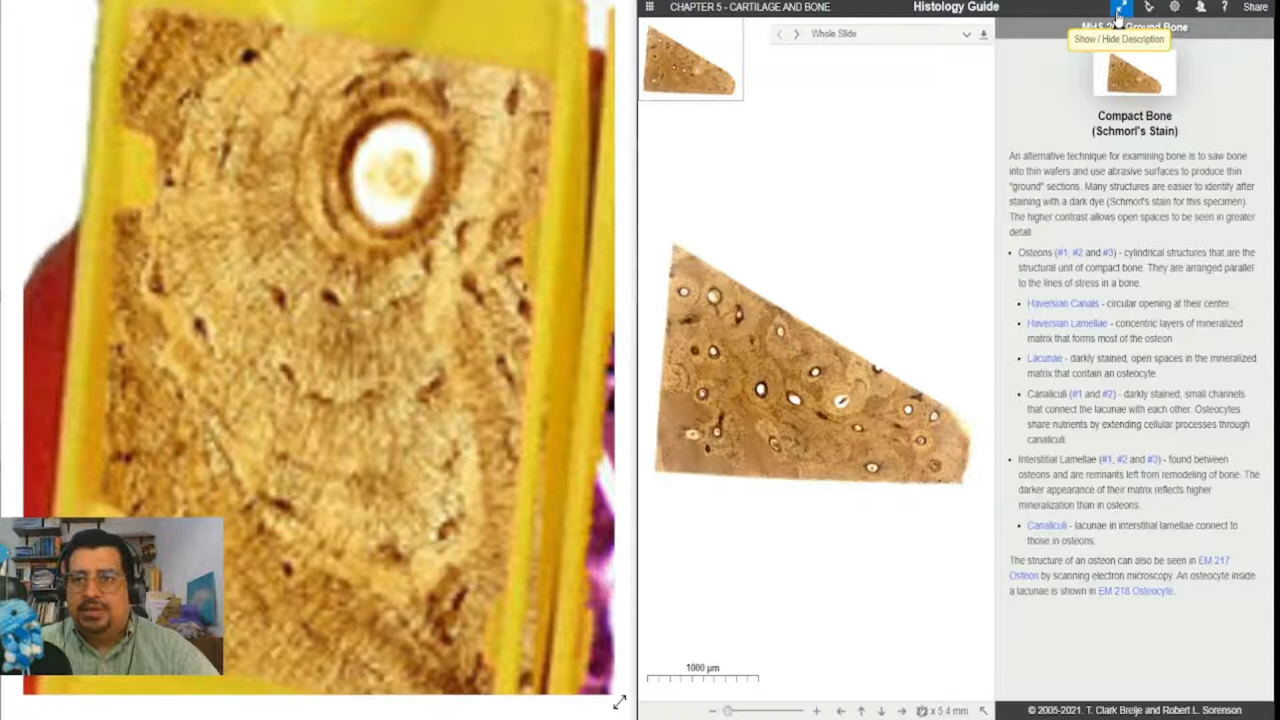 CHAPTER 5 - CARTILAGE AND BONE
Histology Guide
Share
Show / Hide Description
Whole Slide
Compact Bone
(Schmorl's Stain)
An alternative technique for examining bone is to saw bone
into thin wafers and use abrasive surfaces to produce thin
"ground" sections. Many structures are easier to identify after
staining with a dark dye (Schmorl's stain for this specimen).
The higher contrast allows open spaces to be seen in greater
detail.
• Osteons (#1, #2 and #3) - cylindrical structures that are the
structural unit of compact bone. They are arranged parallel
to the lines of stress in a bone.
• Haversian Canals - circular opening at their center.
• Haversian Lamellae - concentric layers of mineralized
matrix that forms most of the osteon
• Lacunae - darkly stained, open spaces in the mineralized
matrix that contain an osteocyte.
• Canaliculi (#1 and #2) - darkly stained, small channels
that connect the lacunae with each other. Osteocytes
share nutrients by extending cellular processes through
canaliculi.
• Interstitial Lamellae (#1, #2 and #3) - found between
osteons and are remnants left from remodeling of bone. The
darker appearance of their matrix reflects higher
mineralization than in osteons.
• Canaliculi - lacunae in interstitial lamellae connect to
those in osteons.
The structure of an osteon can also be seen in EM 217
Osteon by scanning electron microscopy. An osteocyte inside
a lacunae is shown in EM 218 Osteocyte.
1000 µm
x 5.4 mm
© 2005-2021. T. Clark Brelje and Robert L. Sorenson